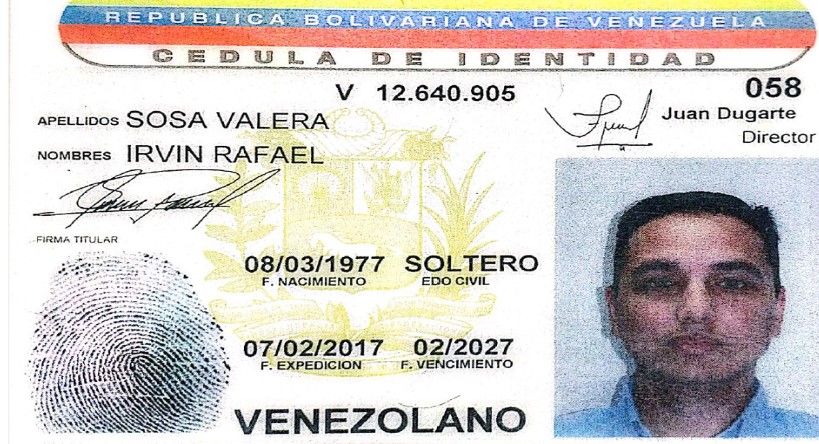 REPUBLICA BOLIVARIANA DE VENEZUELA
CEDULA DE IDENTIDAD
V 12.640.905
058
APELLIDOS SOSA VALERA
Juan Dugarte
Director
NOMBRES IRVIN RAFAEL
FIRMA TITULAR
08/03/1977 SOLTERO
F. NACIMIENTO EDO CIVIL
07/02/2017 02/2027
F. EXPEDICION F. VENCIMIENTO
VENEZOLANO